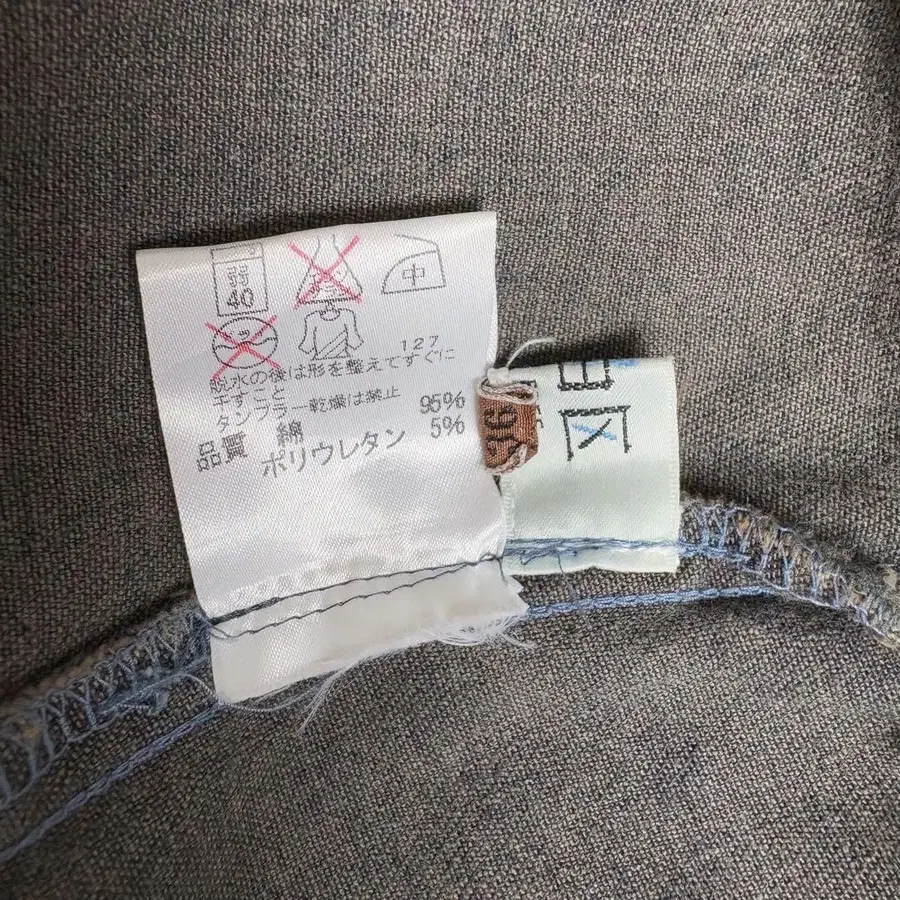 弱
40
中
127
脱水の後は形を整えてすぐに
干すこと
タンブラー乾燥は禁止
品質 綿 95%
ポリウレタン 5%
36